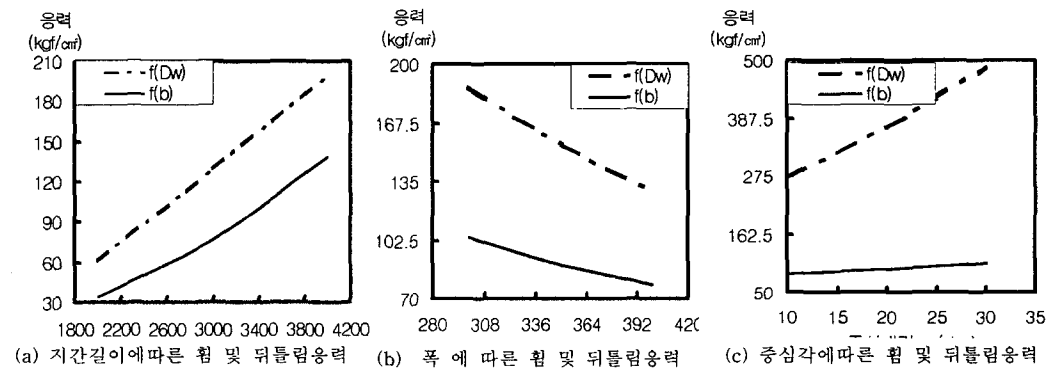 응력
(kgf/㎠)
210
180
150
120
90
60
30
1800 2200 2600 3000 3400 3800 4200
f(Dw)
f(b)
(a) 지간길이에따른 휨 및 뒤틀림응력
응력
(kgf/㎠)
200
167.5
135
102.5
70
280 308 336 364 392 420
f(Dw)
f(b)
(b) 폭 에 따른 휨 및 뒤틀림응력
응력
(kgf/㎠)
500
387.5
275
162.5
50
10 15 20 25 30 35
f(Dw)
f(b)
(c) 중심각에따른 휨 및 뒤틀림응력